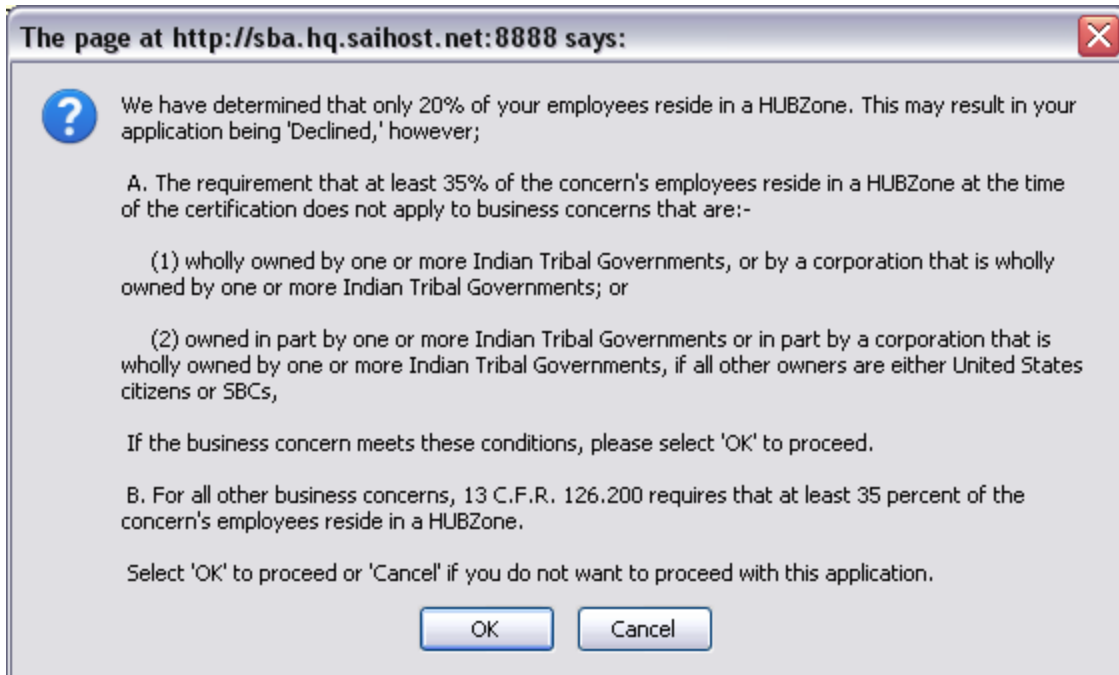 The page at http://sba.hq.saihost.net:8888 says:
We have determined that only 20% of your employees reside in a HUBZone. This may result in your
application being 'Declined,' however;
A. The requirement that at least 35% of the concern's employees reside in a HUBZone at the time
of the certification does not apply to business concerns that are:-
(1) wholly owned by one or more Indian Tribal Governments, or by a corporation that is wholly
owned by one or more Indian Tribal Governments; or
(2) owned in part by one or more Indian Tribal Governments or in part by a corporation that is
wholly owned by one or more Indian Tribal Governments, if all other owners are either United States
citizens or SBCs,
If the business concern meets these conditions, please select 'OK' to proceed.
B. For all other business concerns, 13 C.F.R. 126.200 requires that at least 35 percent of the
concern's employees reside in a HUBZone.
Select 'OK' to proceed or 'Cancel' if you do not want to proceed with this application.
OK
Cancel